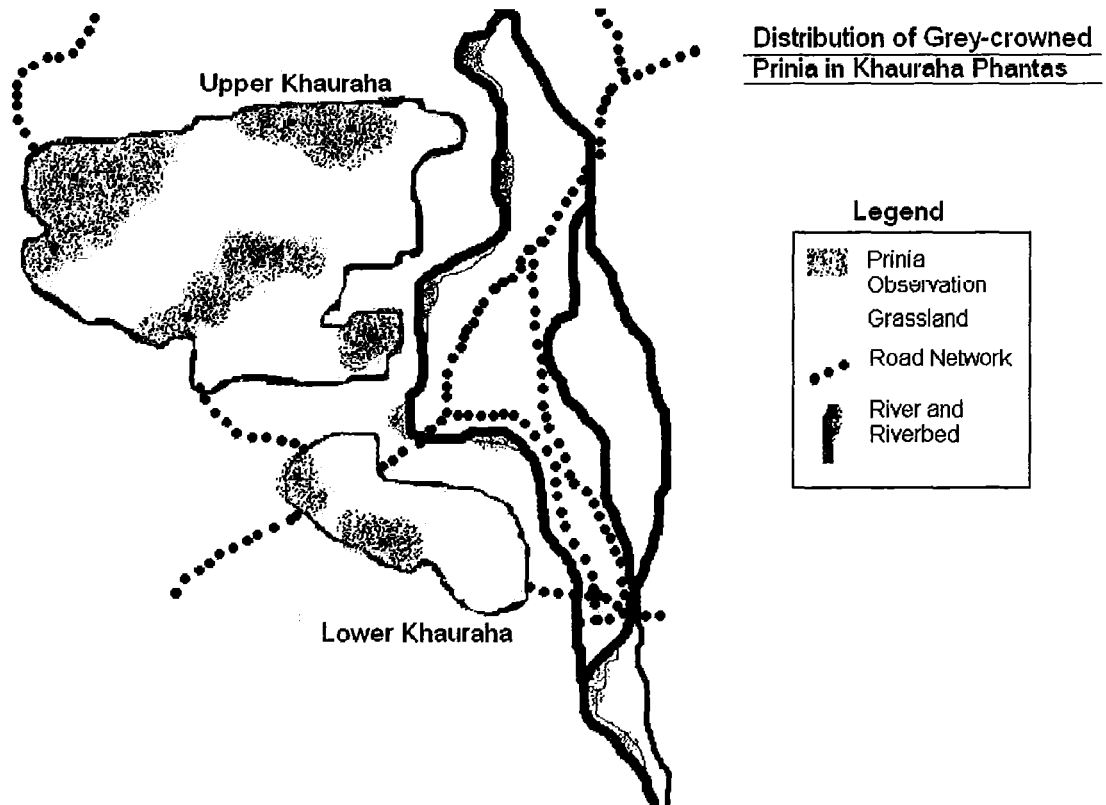 Distribution of Grey-crowned
Prinia in Khauraha Phantas
Upper Khauraha
Lower Khauraha
Legend
Prinia
Observation
Grassland
Road Network
River and
Riverbed